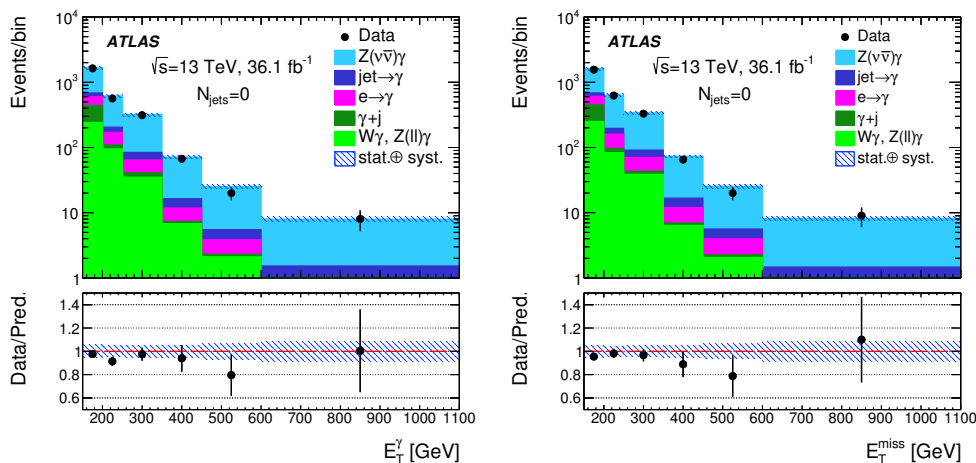 Events/bin
10⁴
10³
10²
10
1
ATLAS
√s=13 TeV, 36.1 fb⁻¹
N_jets=0
Data
Z(νν̅)γ
jet→γ
e→γ
γ+j
Wγ, Z(ll)γ
stat.⊕ syst.
Data/Pred.
1.4
1.2
1
0.8
0.6
200 300 400 500 600 700 800 900 1000 1100
E_T^γ [GeV]
Events/bin
10⁴
10³
10²
10
1
ATLAS
√s=13 TeV, 36.1 fb⁻¹
N_jets=0
Data
Z(νν̅)γ
jet→γ
e→γ
γ+j
Wγ, Z(ll)γ
stat.⊕ syst.
Data/Pred.
1.4
1.2
1
0.8
0.6
200 300 400 500 600 700 800 900 1000 1100
E_T^miss [GeV]